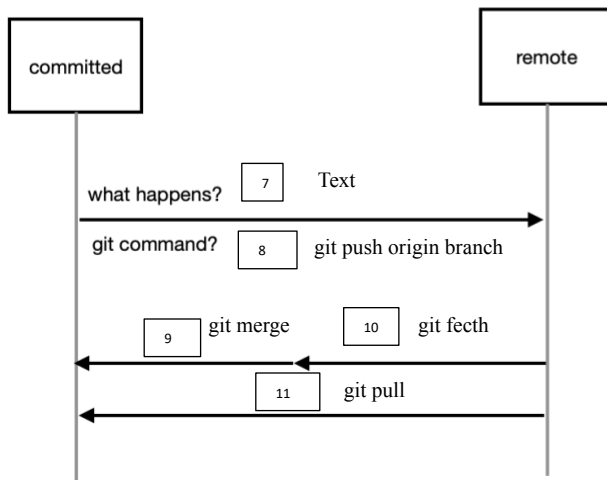 committed
remote
what happens? 7 Text
git command? 8 git push origin branch
9 git merge 10 git fecth
11 git pull